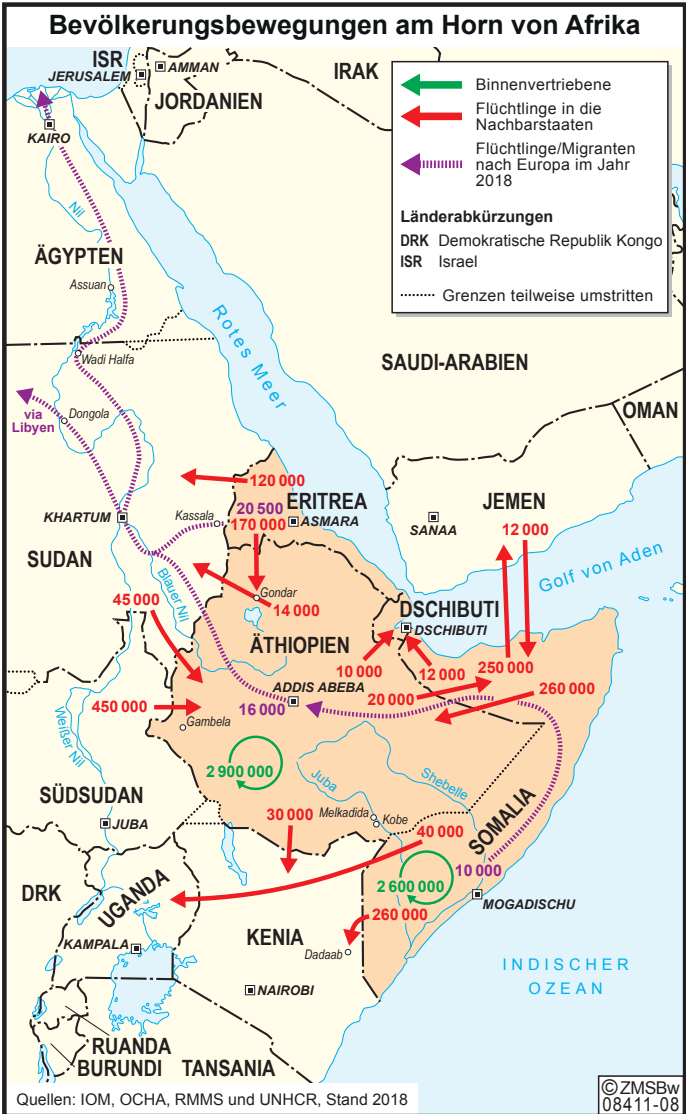 Bevölkerungsbewegungen am Horn von Afrika
Binnenvertriebene
Flüchtlinge in die
Nachbarstaaten
Flüchtlinge/Migranten
nach Europa im Jahr
2018
Länderabkürzungen
DRK Demokratische Republik Kongo
ISR Israel
Grenzen teilweise umstritten
ISR
JERUSALEM
AMMAN
IRAK
JORDANIEN
KAIRO
Nil
ÄGYPTEN
Assuan
Rotes Meer
Wadi Halfa
SAUDI-ARABIEN
OMAN
via
Libyen
Dongola
120 000
20 500
ERITREA
JEMEN
KHARTUM
Kassala
170 000
ASMARA
SANAA
12 000
SUDAN
Golf von Aden
Blauer Nil
45 000
Gondar
14 000
DSCHIBUTI
DSCHIBUTI
ÄTHIOPIEN
10 000
12 000
250 000
ADDIS ABEBA
20 000
260 000
450 000
16 000
Gambela
Weißer Nil
2 900 000
Juba
Shebelle
SÜDSUDAN
30 000
Melkadida
Kobe
JUBA
40 000
SOMALIA
DRK
UGANDA
2 600 000
10 000
MOGADISCHU
260 000
KENIA
KAMPALA
Dadaab
INDISCHER
OZEAN
NAIROBI
RUANDA
BURUNDI
TANSANIA
Quellen: IOM, OCHA, RMMS und UNHCR, Stand 2018
© ZMSBw
08411-08